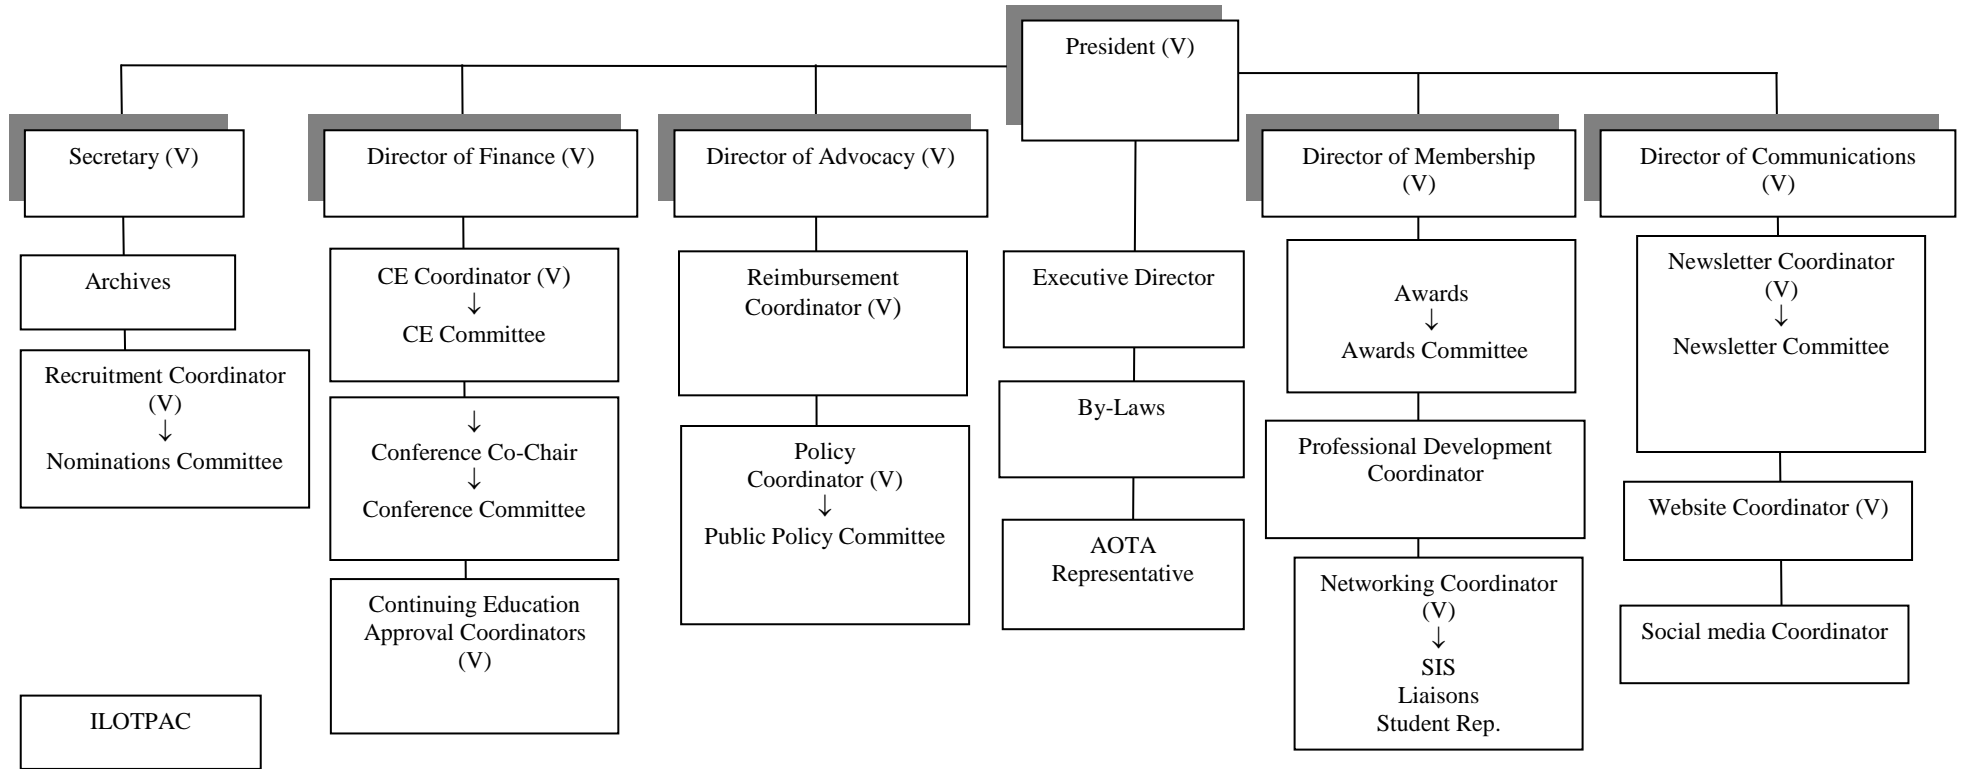 President (V)
Secretary (V)
Director of Finance (V)
Director of Advocacy (V)
Director of Membership
(V)
Director of Communications
(V)
Archives
Recruitment Coordinator
(V)
↓
Nominations Committee
ILOTPAC
CE Coordinator (V)
↓
CE Committee
↓
Conference Co-Chair
↓
Conference Committee
Continuing Education
Approval Coordinators
(V)
Reimbursement
Coordinator (V)
Policy
Coordinator (V)
↓
Public Policy Committee
Executive Director
By-Laws
AOTA
Representative
Awards
↓
Awards Committee
Professional Development
Coordinator
Networking Coordinator
(V)
↓
SIS
Liaisons
Student Rep.
Newsletter Coordinator
(V)
↓
Newsletter Committee
Website Coordinator (V)
Social media Coordinator